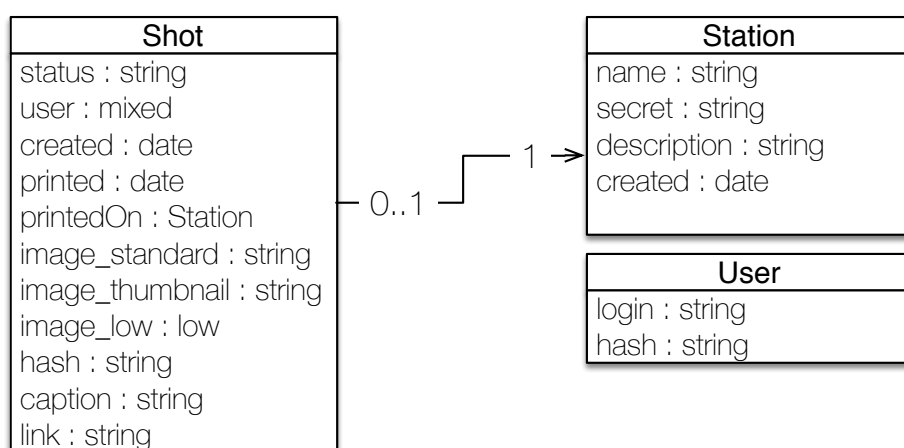 Shot
status : string
user : mixed
created : date
printed : date
printedOn : Station
image_standard : string
image_thumbnail : string
image_low : low
hash : string
caption : string
link : string
0..1
1
Station
name : string
secret : string
description : string
created : date
User
login : string
hash : string